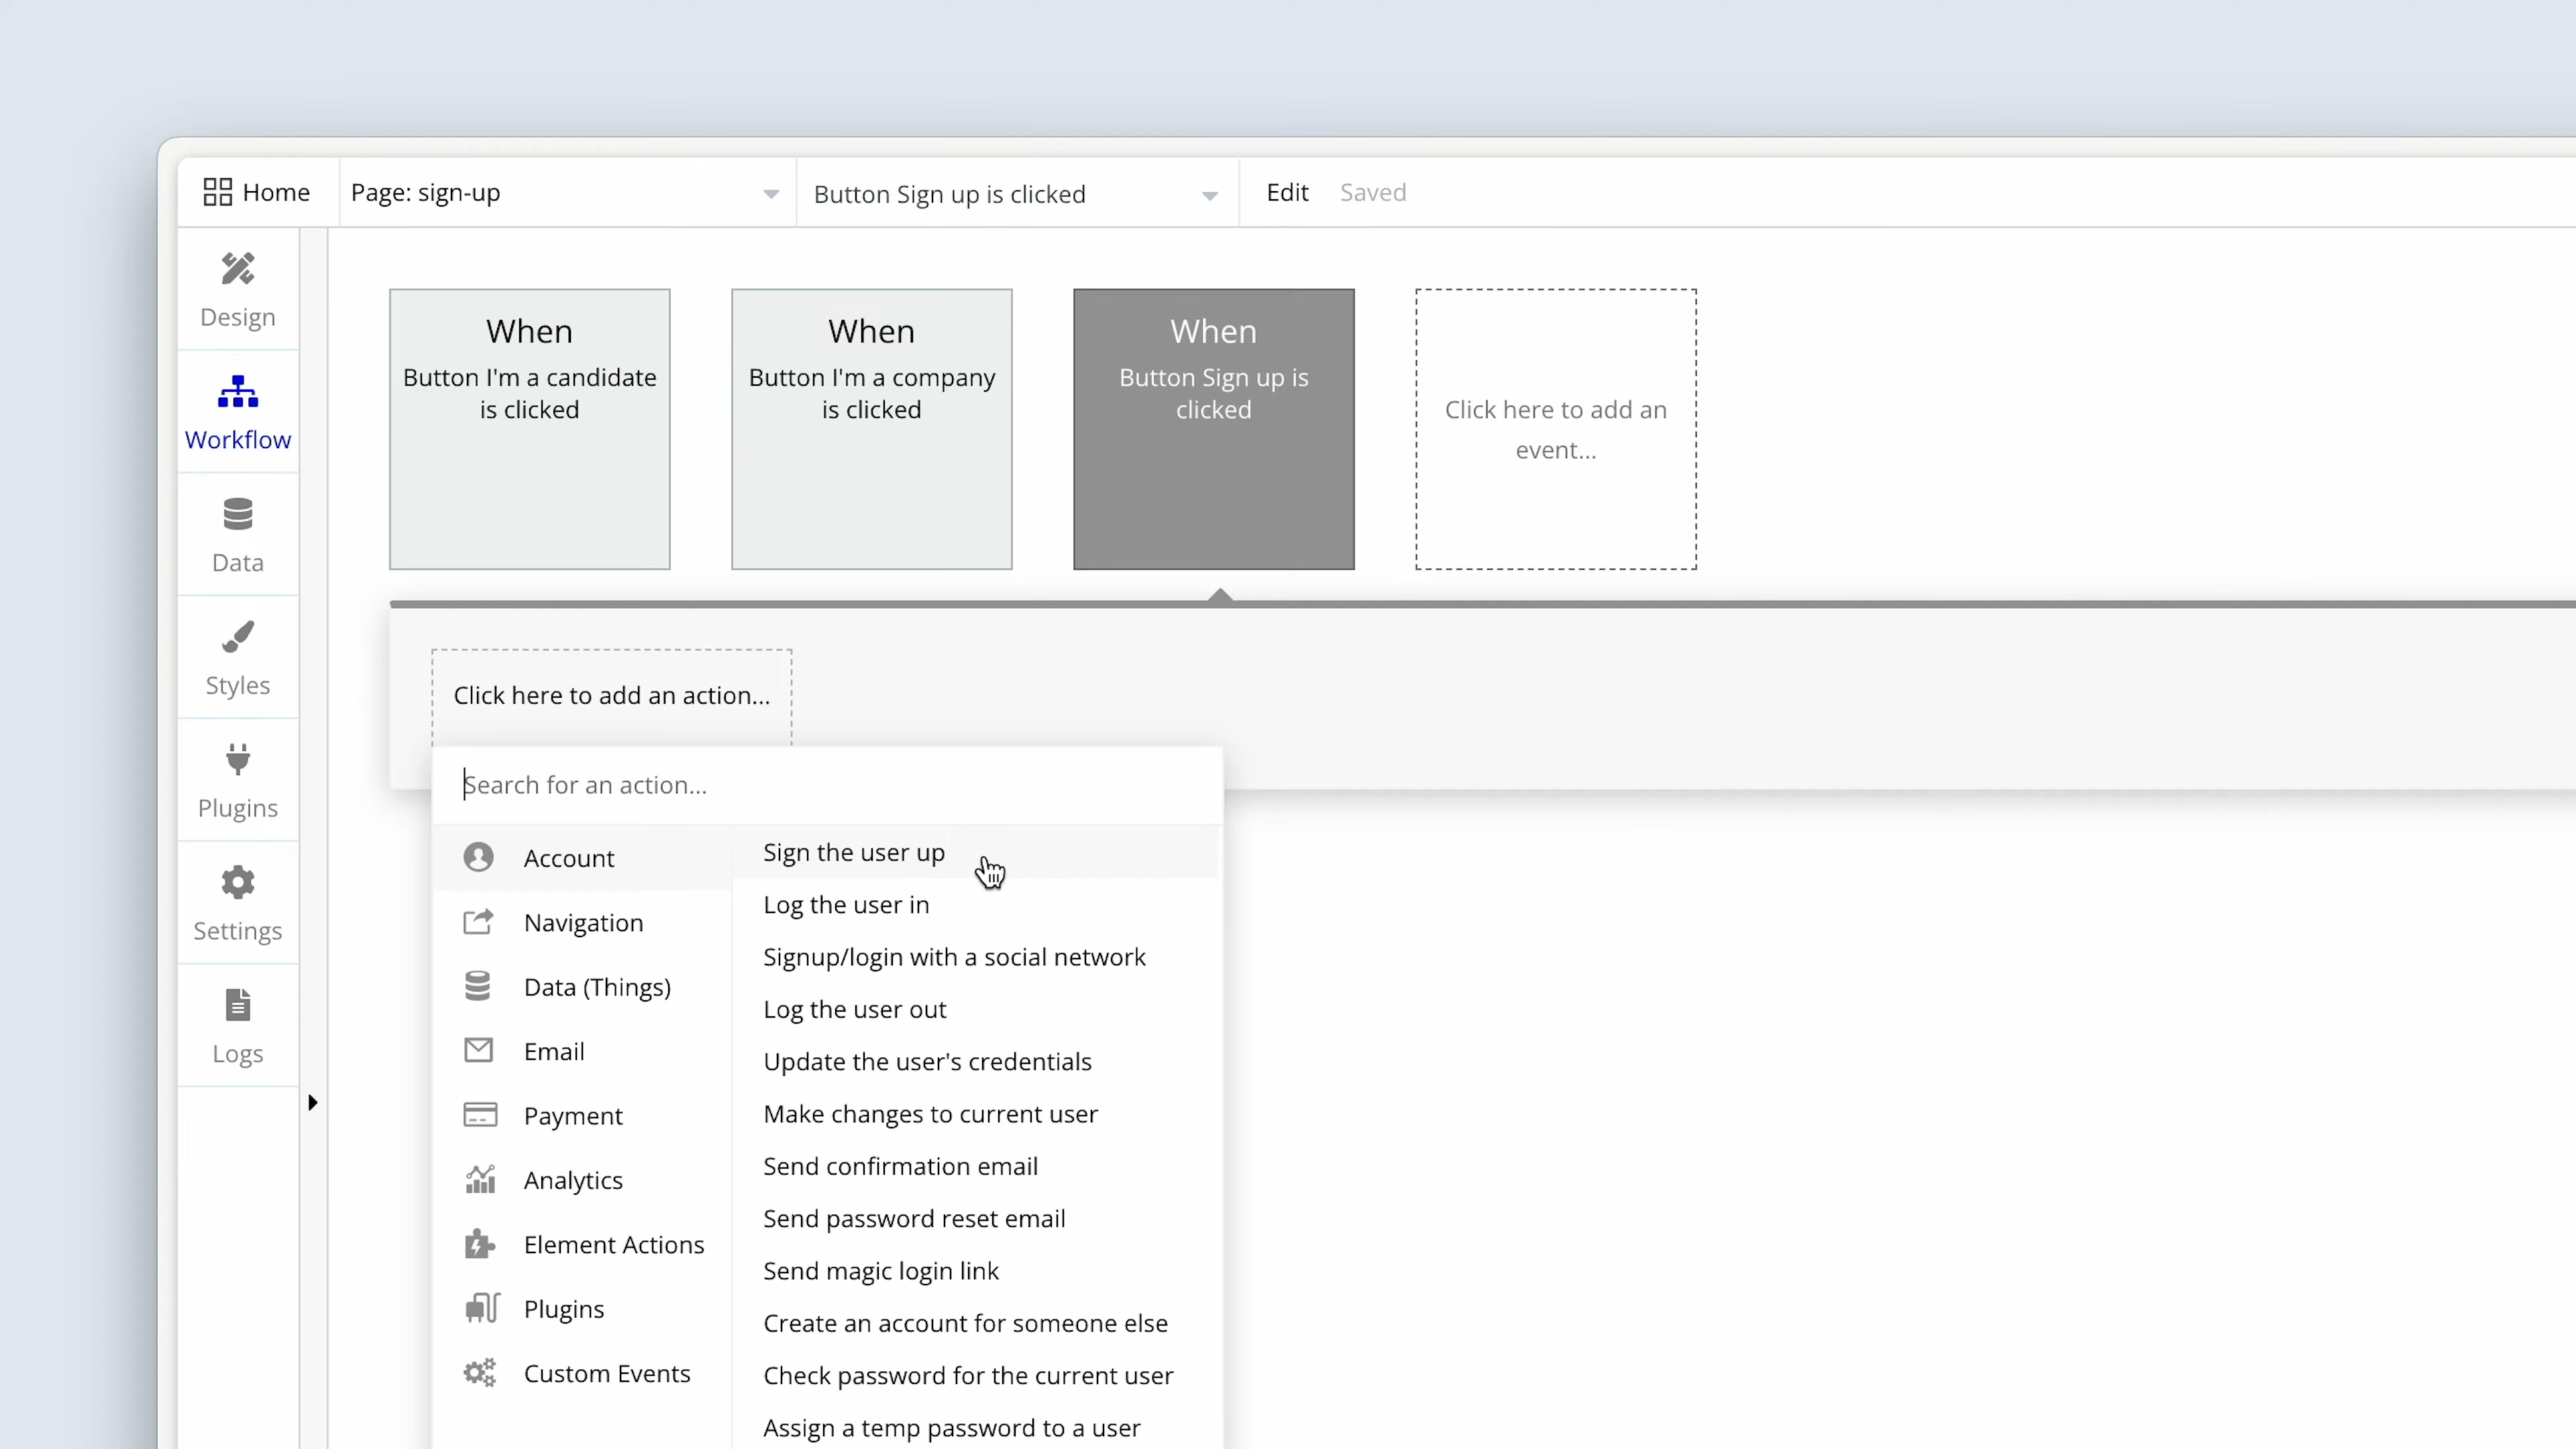 Home
Page: sign-up
Button Sign up is clicked
Edit
Saved
Design
Workflow
Data
Styles
Plugins
Settings
Logs
When
Button I'm a candidate
is clicked
When
Button I'm a company
is clicked
When
Button Sign up is
clicked
Click here to add an
event...
Click here to add an action...
Search for an action...
Account
Navigation
Data (Things)
Email
Payment
Analytics
Element Actions
Plugins
Custom Events
Sign the user up
Log the user in
Signup/login with a social network
Log the user out
Update the user's credentials
Make changes to current user
Send confirmation email
Send password reset email
Send magic login link
Create an account for someone else
Check password for the current user
Assign a temp password to a user